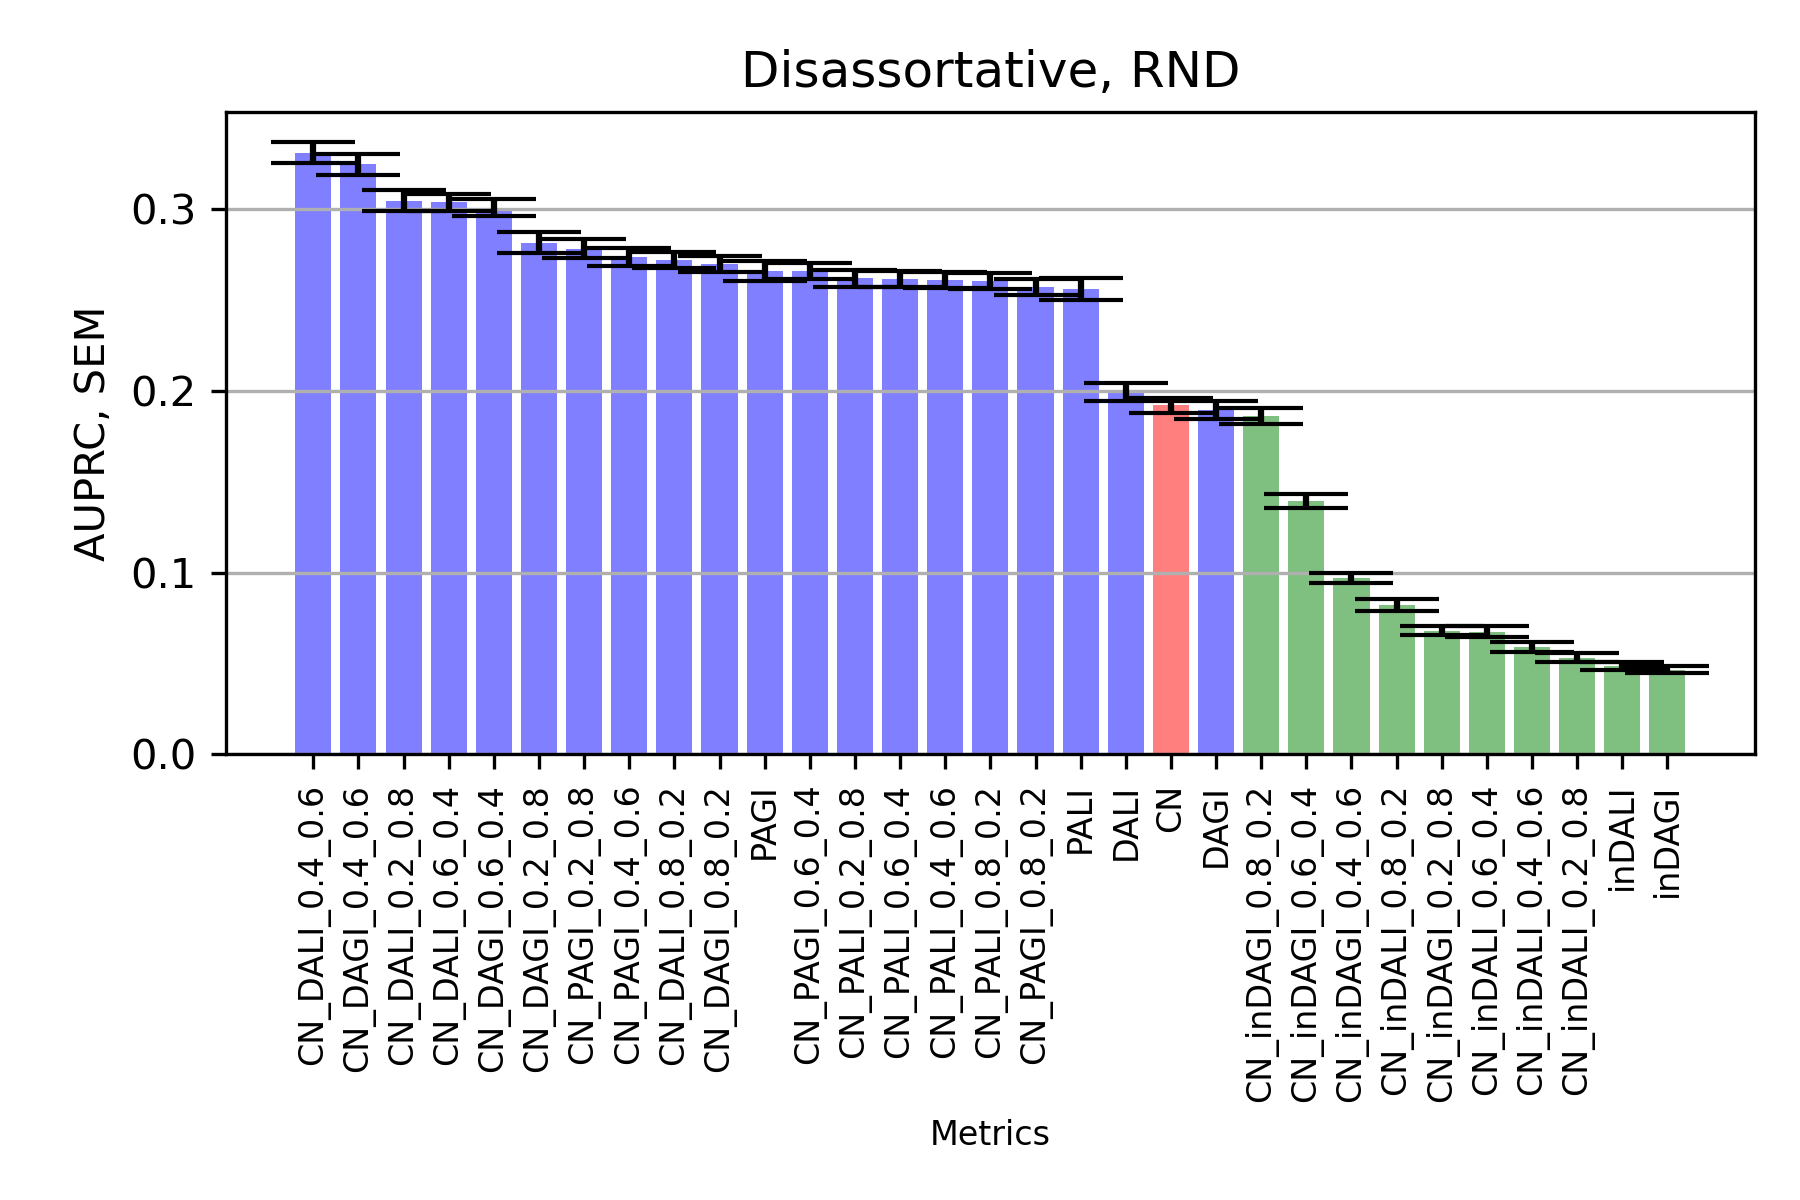 Disassortative, RND
AUPRC, SEM
0.3
0.2
0.1
0.0
CN_DALI_0.4_0.6
CN_DAGI_0.4_0.6
CN_DALI_0.2_0.8
CN_DALI_0.6_0.4
CN_DAGI_0.6_0.4
CN_DAGI_0.2_0.8
CN_PAGI_0.2_0.8
CN_PAGI_0.4_0.6
CN_DALI_0.8_0.2
CN_DAGI_0.8_0.2
PAGI
CN_PAGI_0.6_0.4
CN_PALI_0.2_0.8
CN_PALI_0.6_0.4
CN_PALI_0.4_0.6
CN_PALI_0.8_0.2
CN_PAGI_0.8_0.2
PALI
DALI
CN
DAGI
CN_inDAGI_0.8_0.2
CN_inDAGI_0.6_0.4
CN_inDAGI_0.4_0.6
CN_inDALI_0.8_0.2
CN_inDAGI_0.2_0.8
CN_inDALI_0.6_0.4
CN_inDALI_0.4_0.6
CN_inDALI_0.2_0.8
inDALI
inDAGI
Metrics